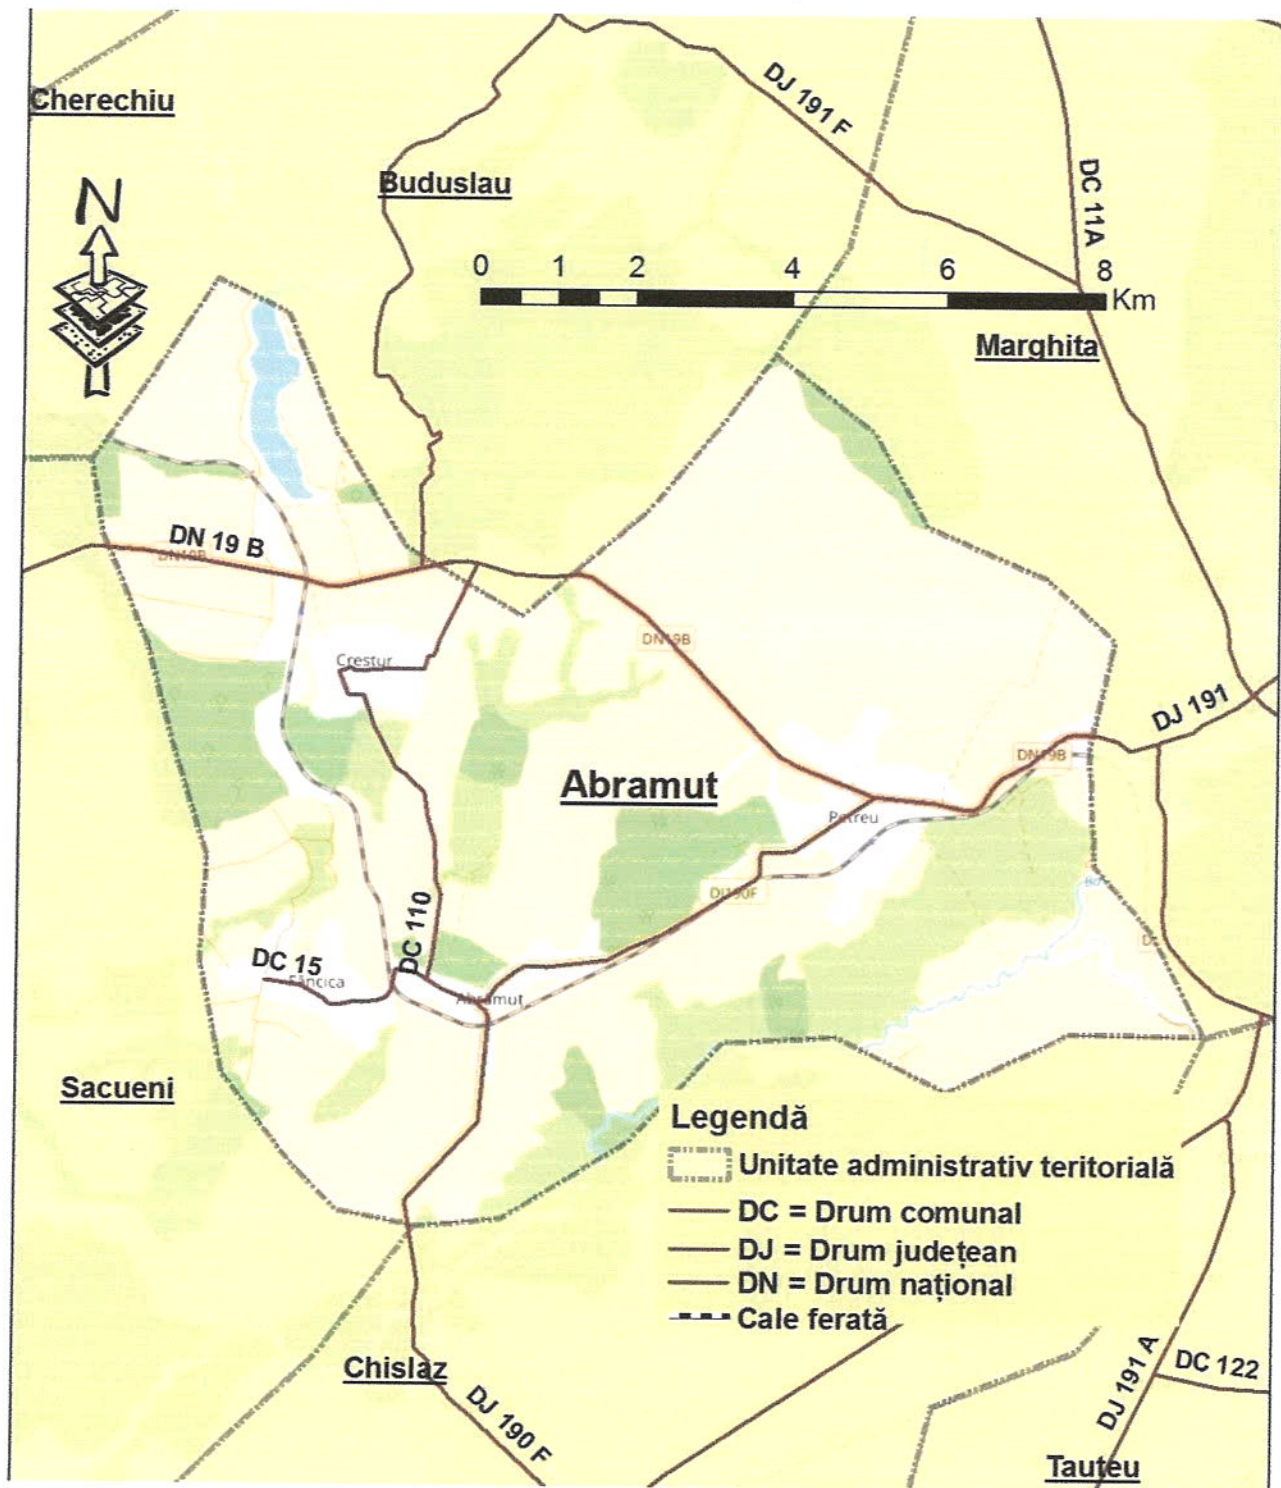 Cherechiu
DJ 191 F
Buduslau
DC 11A
N
0 1 2 4 6 8
Km
Marghita
DN 19 B
DN19B
DN19B
Crestur
DJ 191
DN19B
Abramut
Petreu
DJ190F
DC 110
DC 15
Fâncica
Abrămuț
Sacueni
Legendă
Unitate administrativ teritorială
DC = Drum comunal
DJ = Drum județean
DN = Drum național
Cale ferată
Chislaz
DJ 190 F
DJ 191 A
DC 122
Tauteu